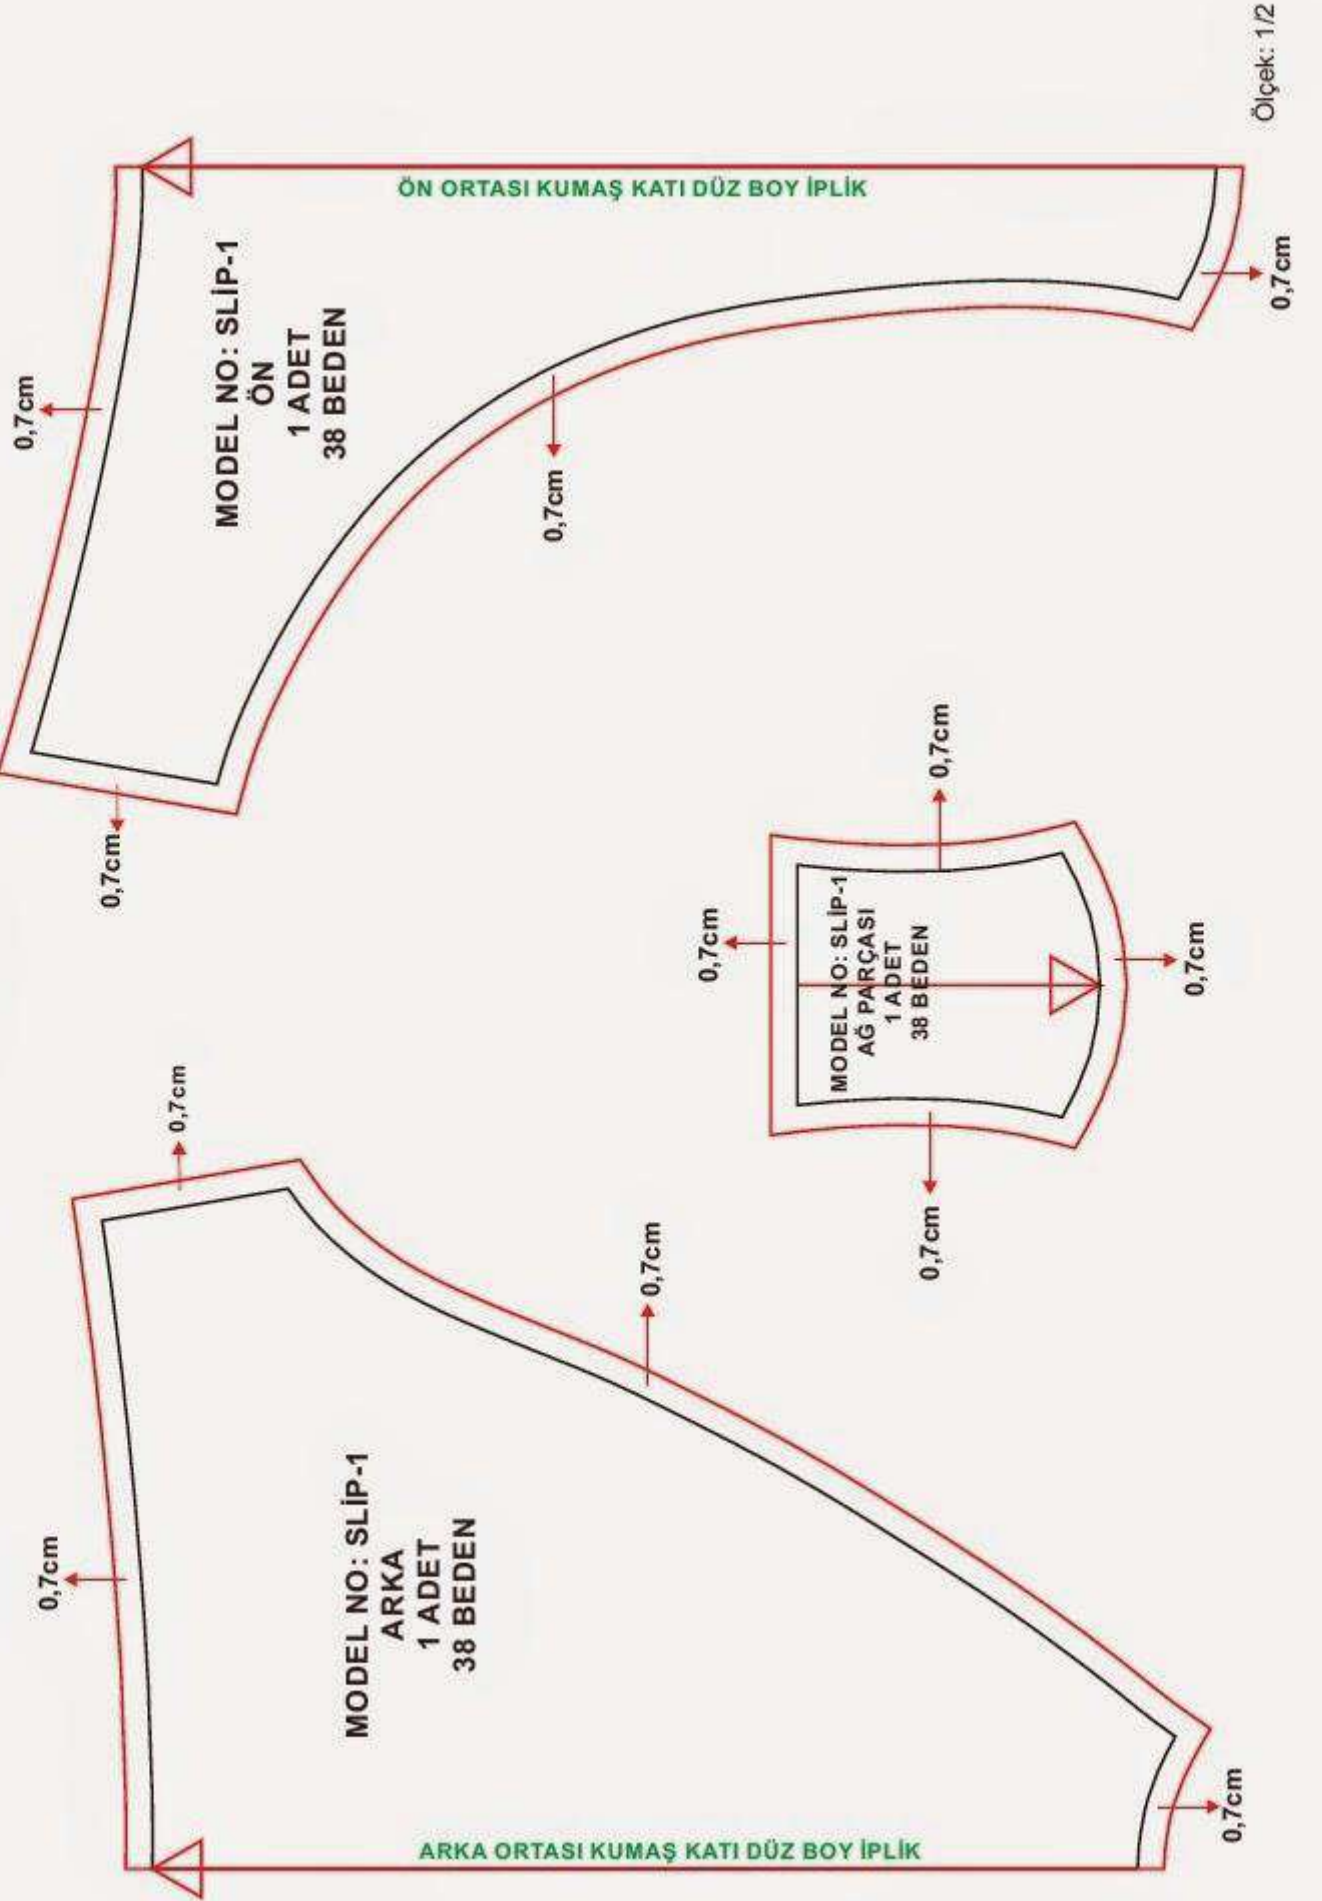 0,7cm
MODEL NO: SLİP-1
ARKA
1 ADET
38 BEDEN
0,7cm
0,7cm
0,7cm
ARKA ORTASI KUMAŞ KATI DÜZ BOY İPLİK
0,7cm
MODEL NO: SLİP-1
AĞ PARÇASI
1 ADET
38 BEDEN
0,7cm
0,7cm
0,7cm
0,7cm
0,7cm
MODEL NO: SLİP-1
ÖN
1 ADET
38 BEDEN
0,7cm
ÖN ORTASI KUMAŞ KATI DÜZ BOY İPLİK
0,7cm
Ölçek: 1/2